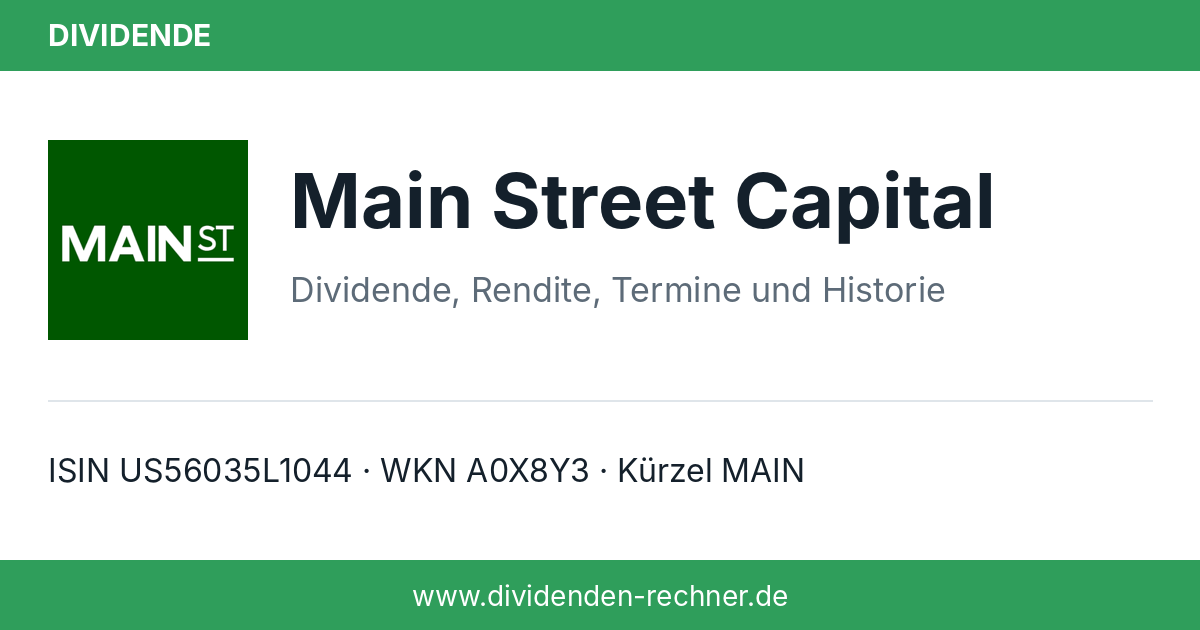 DIVIDENDE
MAIN ST
Main Street Capital
Dividende, Rendite, Termine und Historie
ISIN US56035L1044 · WKN A0X8Y3 · Kürzel MAIN
www.dividenden-rechner.de